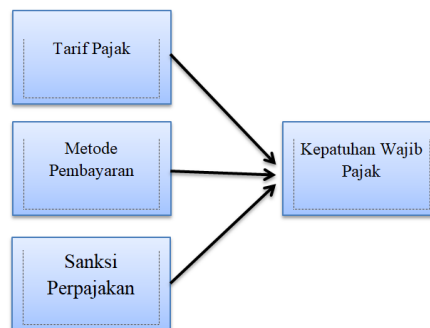 Tarif Pajak
Metode
Pembayaran
Kepatuhan Wajib
Pajak
Sanksi
Perpajakan